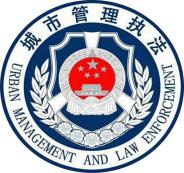 城市管理执法
URBAN MANAGEMENT AND LAW ENFORCEMENT